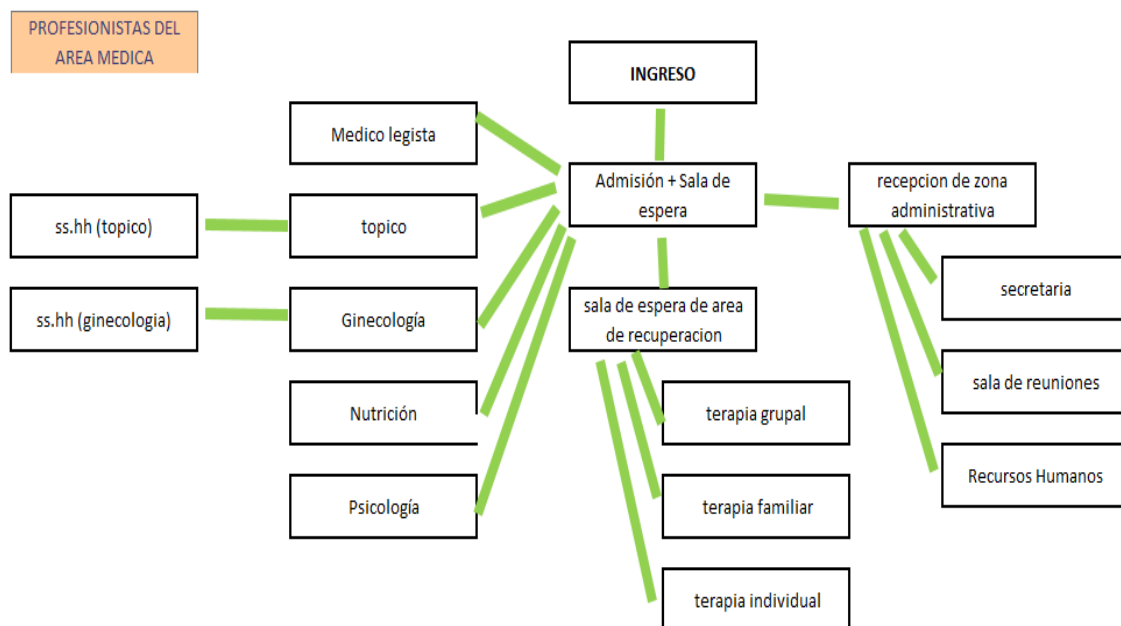 PROFESIONISTAS DEL
AREA MEDICA
INGRESO
Medico legista
Admisión + Sala de
espera
recepcion de zona
administrativa
ss.hh (topico)
topico
secretaria
ss.hh (ginecologia)
Ginecología
sala de espera de area
de recuperacion
sala de reuniones
Nutrición
terapia grupal
Recursos Humanos
Psicología
terapia familiar
terapia individual